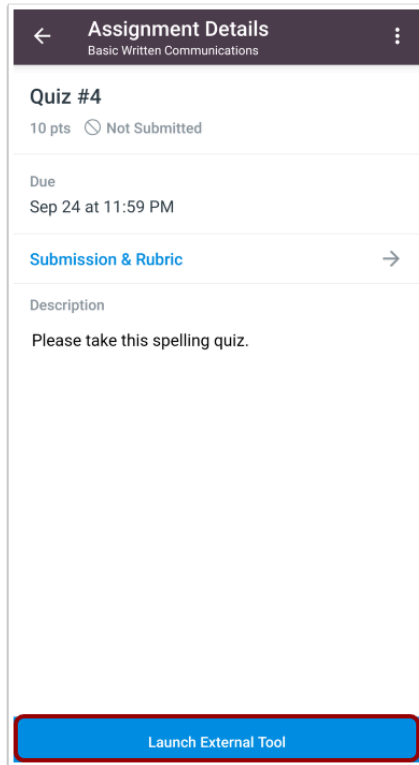 Assignment Details
Basic Written Communications
Quiz #4
10 pts Not Submitted
Due
Sep 24 at 11:59 PM
Submission & Rubric
Description
Please take this spelling quiz.
Launch External Tool